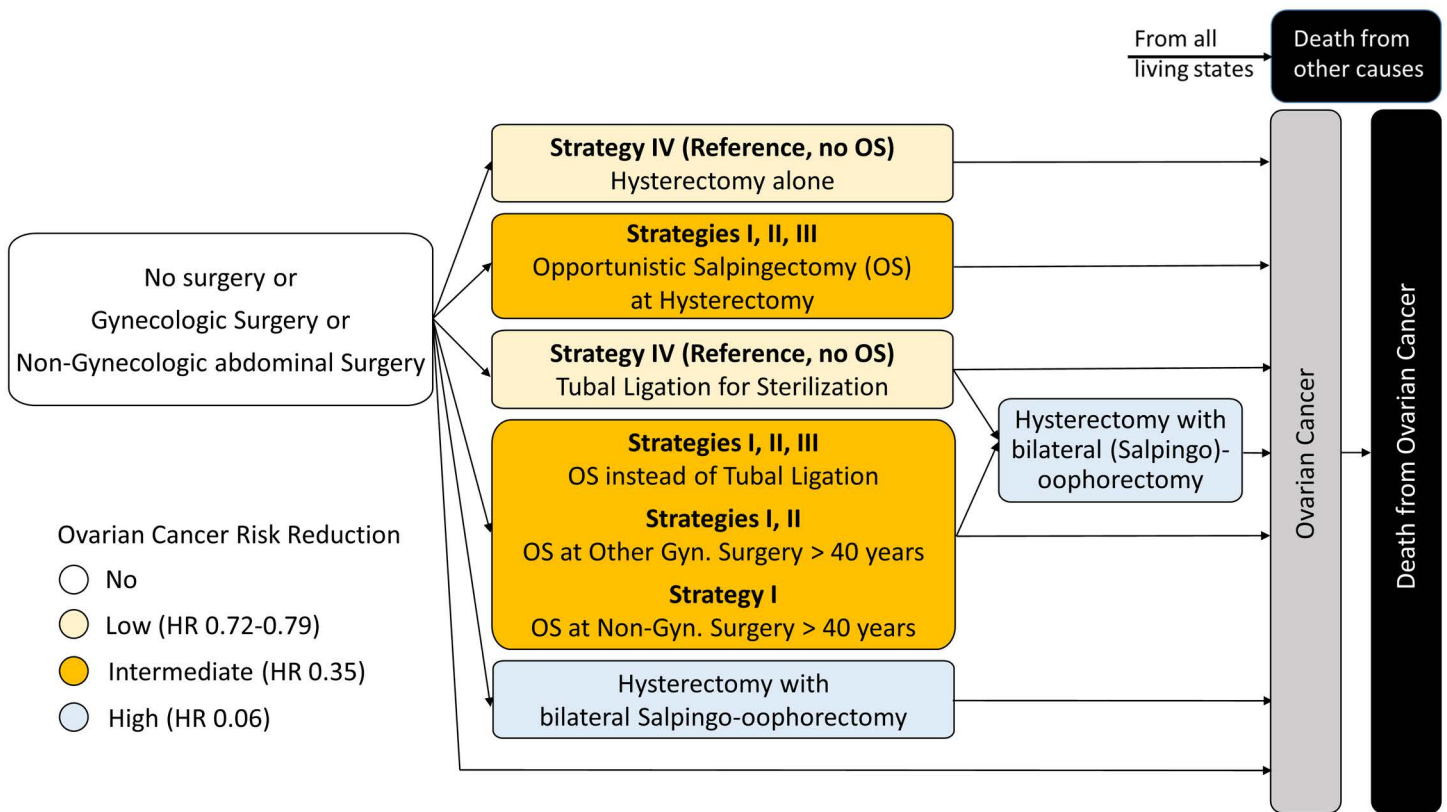 From all
living states
Death from
other causes
Strategy IV (Reference, no OS)
Hysterectomy alone
Strategies I, II, III
Opportunistic Salpingectomy (OS)
at Hysterectomy
No surgery or
Gynecologic Surgery or
Non-Gynecologic abdominal Surgery
Strategy IV (Reference, no OS)
Tubal Ligation for Sterilization
Strategies I, II, III
OS instead of Tubal Ligation
Strategies I, II
OS at Other Gyn. Surgery > 40 years
Strategy I
OS at Non-Gyn. Surgery > 40 years
Hysterectomy with
bilateral (Salpingo)-
oophorectomy
Hysterectomy with
bilateral Salpingo-oophorectomy
Ovarian Cancer
Death from Ovarian Cancer
Ovarian Cancer Risk Reduction
No
Low (HR 0.72-0.79)
Intermediate (HR 0.35)
High (HR 0.06)